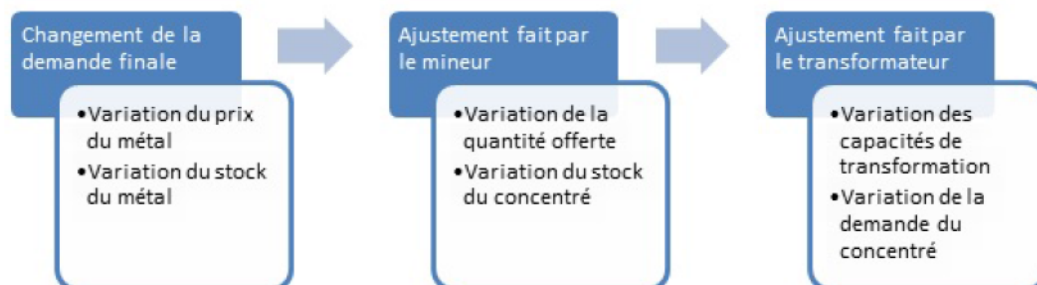 Changement de la
demande finale
•Variation du prix
du métal
•Variation du stock
du métal
Ajustement fait par
le mineur
•Variation de la
quantité offerte
•Variation du stock
du concentré
Ajustement fait par
le transformateur
•Variation des
capacités de
transformation
•Variation de la
demande du
concentré